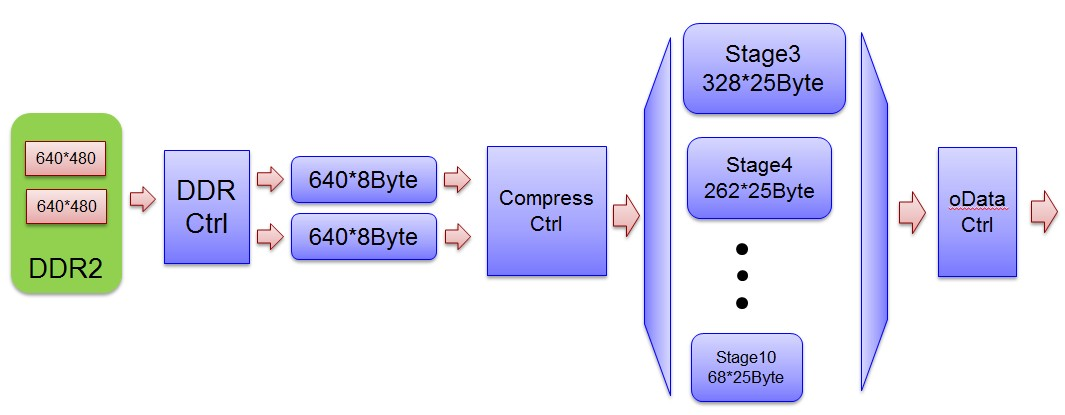 640*480
640*480
DDR2
DDR
Ctrl
640*8Byte
640*8Byte
Compress
Ctrl
Stage3
328*25Byte
Stage4
262*25Byte
Stage10
68*25Byte
oData
Ctrl